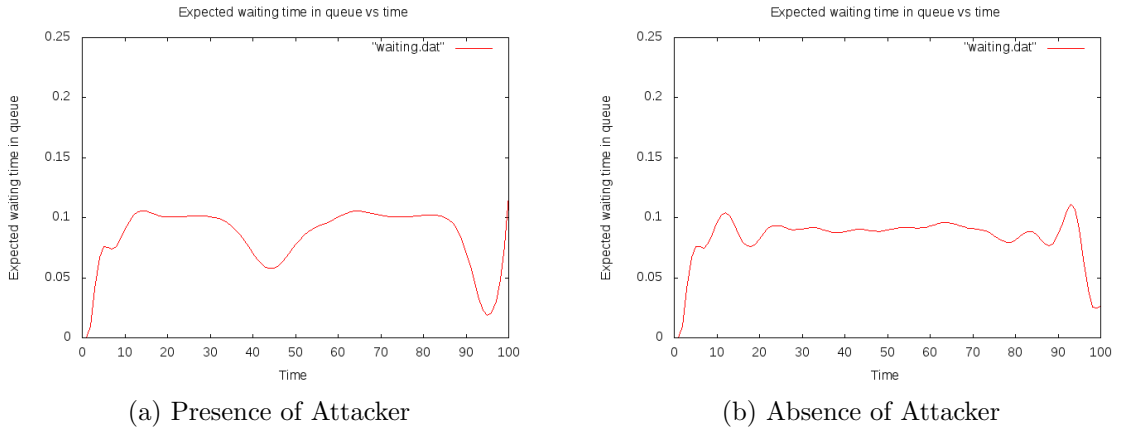 Expected waiting time in queue vs time
"waiting.dat"
Expected waiting time in queue
0.25
0.2
0.15
0.1
0.05
0
0 10 20 30 40 50 60 70 80 90 100
Time
(a) Presence of Attacker
Expected waiting time in queue vs time
"waiting.dat"
Expected waiting time in queue
0.25
0.2
0.15
0.1
0.05
0
0 10 20 30 40 50 60 70 80 90 100
Time
(b) Absence of Attacker